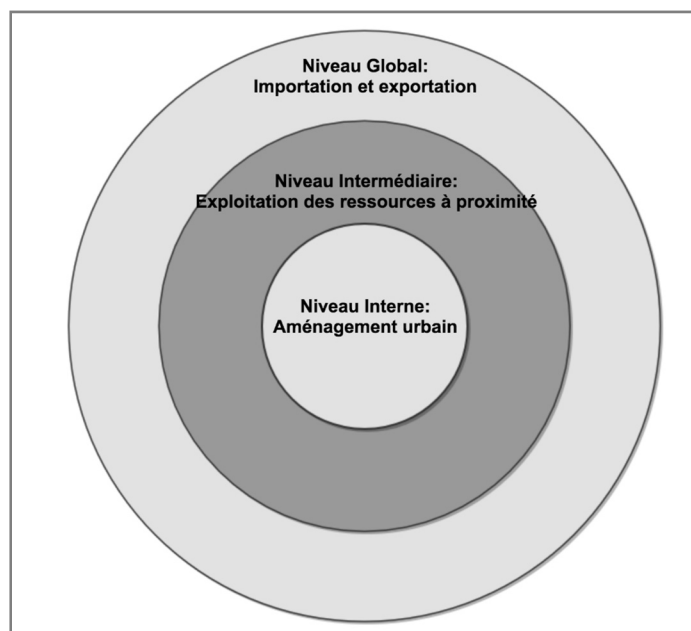 Niveau Global:
Importation et exportation
Niveau Intermédiaire:
Exploitation des ressources à proximité
Niveau Interne:
Aménagement urbain